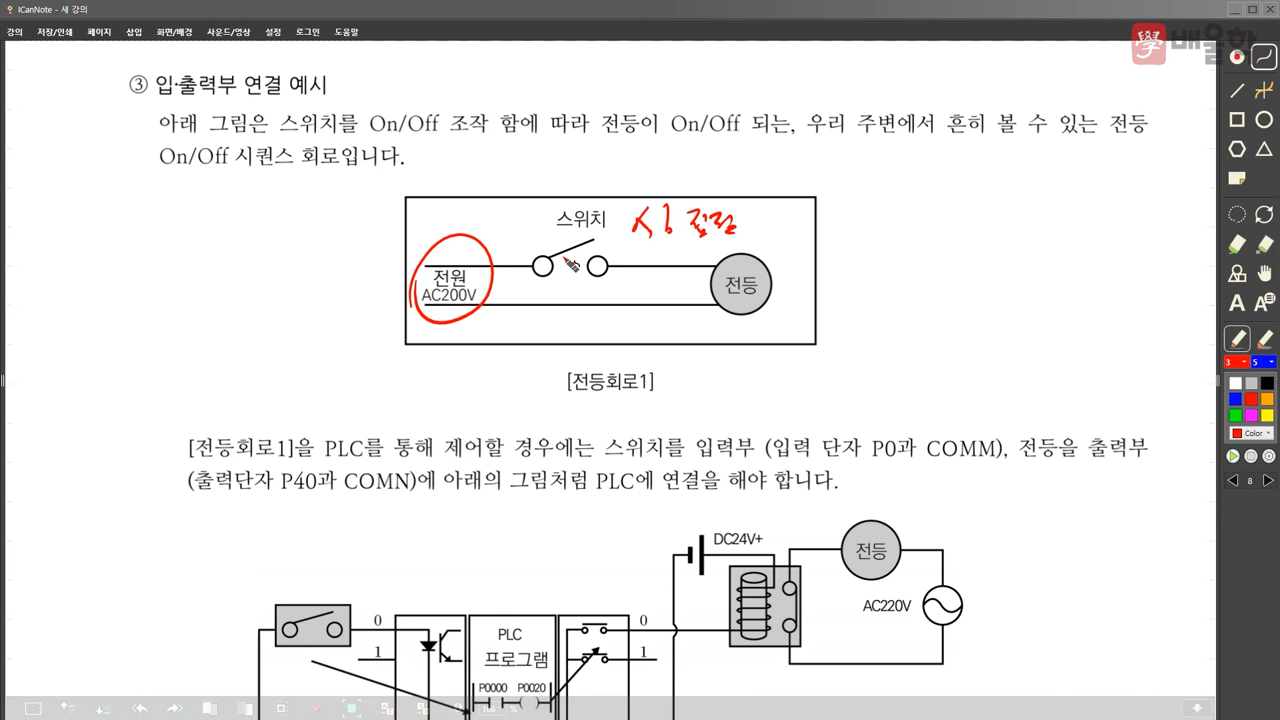 ICanNote - 새 강의
강의 저장/인쇄 페이지 삽입 화면/배경 사운드/영상 설정 로그인 도움말
學 배울학
③ 입·출력부 연결 예시
아래 그림은 스위치를 On/Off 조작 함에 따라 전등이 On/Off 되는, 우리 주변에서 흔히 볼 수 있는 전등
On/Off 시퀀스 회로입니다.
스위치
전원
AC200V
전등
[전등회로1]
[전등회로1]을 PLC를 통해 제어할 경우에는 스위치를 입력부 (입력 단자 P0과 COMM), 전등을 출력부
(출력단자 P40과 COMN)에 아래의 그림처럼 PLC에 연결을 해야 합니다.
DC24V+
전등
AC220V
0
1
PLC
프로그램
P0000 P0020
0
1
A
A
3 5
Color
8